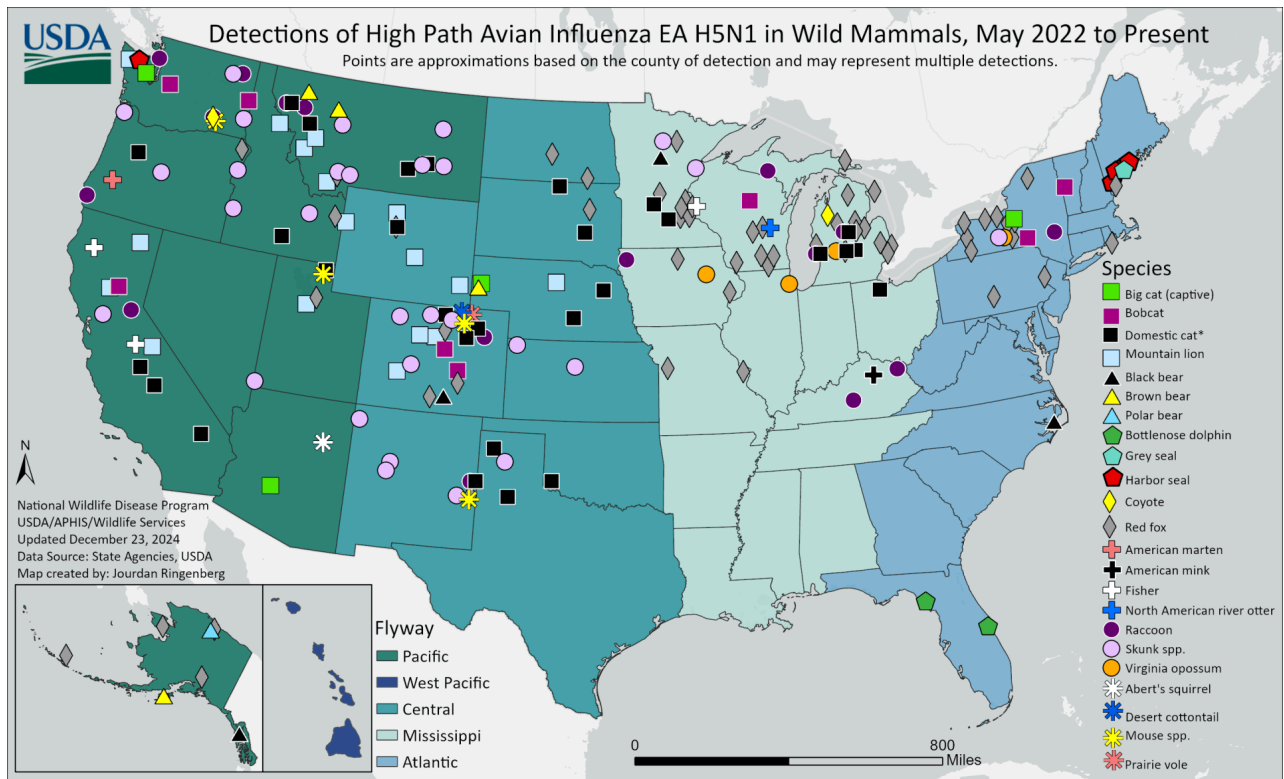 USDA
Detections of High Path Avian Influenza EA H5N1 in Wild Mammals, May 2022 to Present
Points are approximations based on the county of detection and may represent multiple detections.
Species
Big cat (captive)
Bobcat
Domestic cat*
Mountain lion
Black bear
Brown bear
Polar bear
Bottlenose dolphin
Grey seal
Harbor seal
Coyote
Red fox
American marten
American mink
Fisher
North American river otter
Raccoon
Skunk spp.
Virginia opossum
Abert's squirrel
Desert cottontail
Mouse spp.
Prairie vole
N
National Wildlife Disease Program
USDA/APHIS/Wildlife Services
Updated December 23, 2024
Data Source: State Agencies, USDA
Map created by: Jourdan Ringenberg
Flyway
Pacific
West Pacific
Central
Mississippi
Atlantic
0 800
Miles